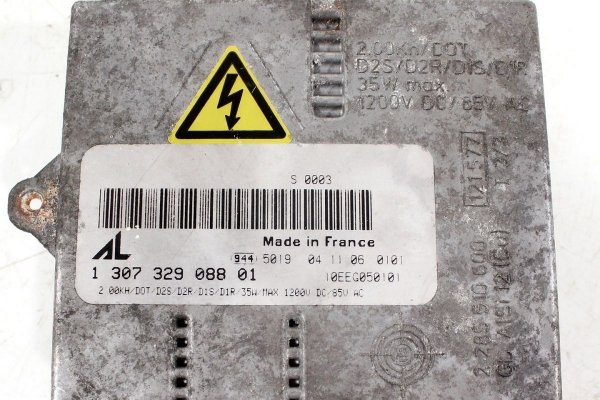 2.00Kh/DOT
D2S/D2R/D1S/D1R
35W max.
1200V DC/85V AC
S 0003
AL
Made in France
944 5019 04 11 06 0101
1 307 329 088 01
10EEG050101
2.00KH/DOT/D2S/D2R/D1S/D1R/35W/MAX 1200V DC/85V AC